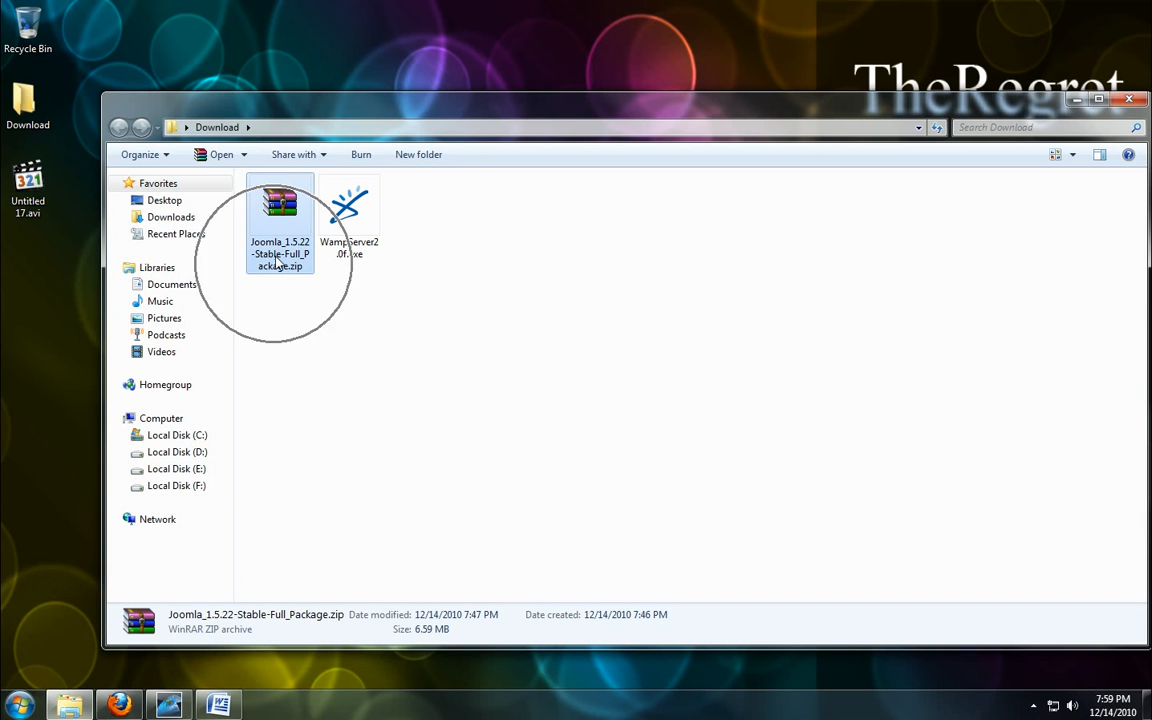 Recycle Bin
Download
Untitled
17.avi
TheRegret
Download
Search Download
Organize
Open
Share with
Burn
New folder
Favorites
Desktop
Downloads
Recent Places
Libraries
Documents
Music
Pictures
Podcasts
Videos
Homegroup
Computer
Local Disk (C:)
Local Disk (D:)
Local Disk (E:)
Local Disk (F:)
Network
Joomla_1.5.22
-Stable-Full_P
ackage.zip
WampServer2
.0f.exe
Joomla_1.5.22-Stable-Full_Package.zip Date modified: 12/14/2010 7:47 PM Date created: 12/14/2010 7:46 PM
WinRAR ZIP archive Size: 6.59 MB
7:59 PM
12/14/2010